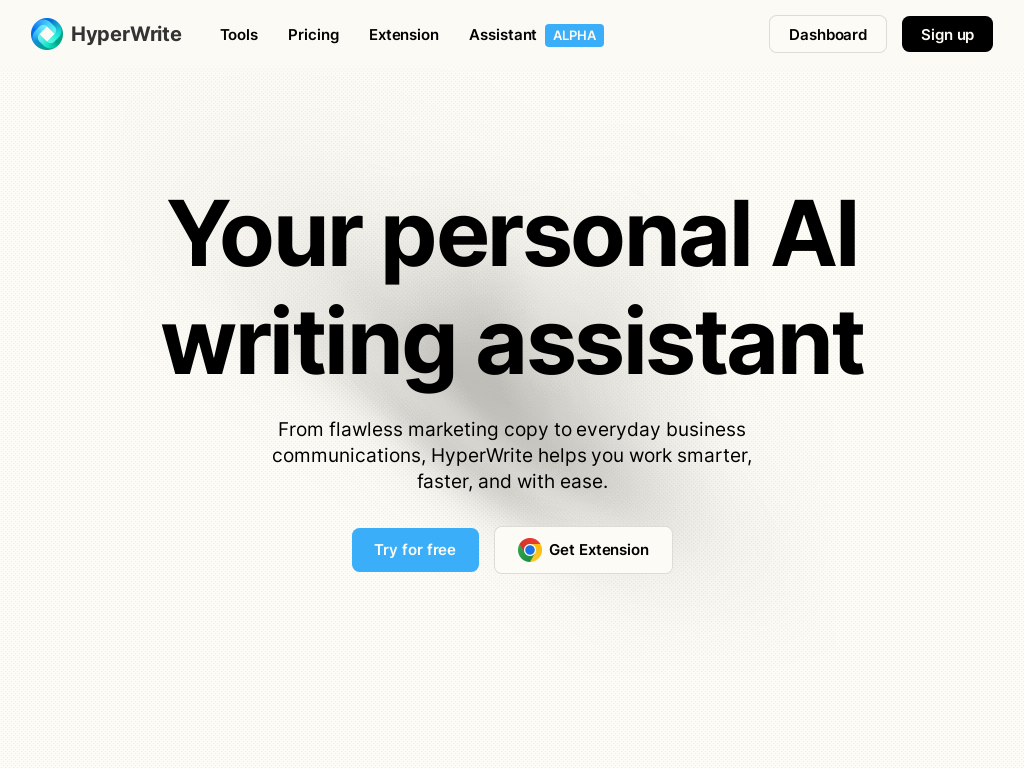 HyperWrite
Tools
Pricing
Extension
Assistant
ALPHA
Dashboard
Sign up
Your personal AI
writing assistant
From flawless marketing copy to everyday business
communications, HyperWrite helps you work smarter,
faster, and with ease.
Try for free
Get Extension